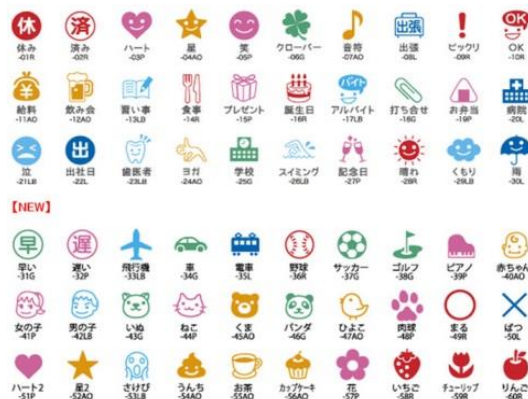 休 済 出張 OK
休み 済み ハート 星 笑 クローバー 音符 出張 ビックリ OK
-01R -02R -03P -04AO -05P -06G -07AO -08L -09R -10R
¥ バイト
給料 飲み会 習い事 食事 プレゼント 誕生日 アルバイト 打ち合せ お弁当 病院
-11AO -12AO -13LB -14R -15P -16R -17LB -18G -19P -20L
出
泣 出社日 歯医者 ヨガ 学校 スイミング 記念日 晴れ くもり 雨
-21LB -22L -23LB -24AO -25G -26LB -27P -28R -29LB -30L
【NEW】
早 遅
早い 遅い 飛行機 車 電車 野球 サッカー ゴルフ ピアノ 赤ちゃん
-31G -32P -33LB -34G -35L -36R -37G -38G -39P -40AO
女の子 男の子 いぬ ねこ くま パンダ ひよこ 肉球 まる ばつ
-41P -42LB -43G -44P -45AO -46G -47AO -48P -49R -50L
ハート2 星2 さけび うんち お茶 カップケーキ 花 いちご チューリップ りんご
-51P -52AO -53LB -54AO -55AO -56AO -57P -58R -59R -60R